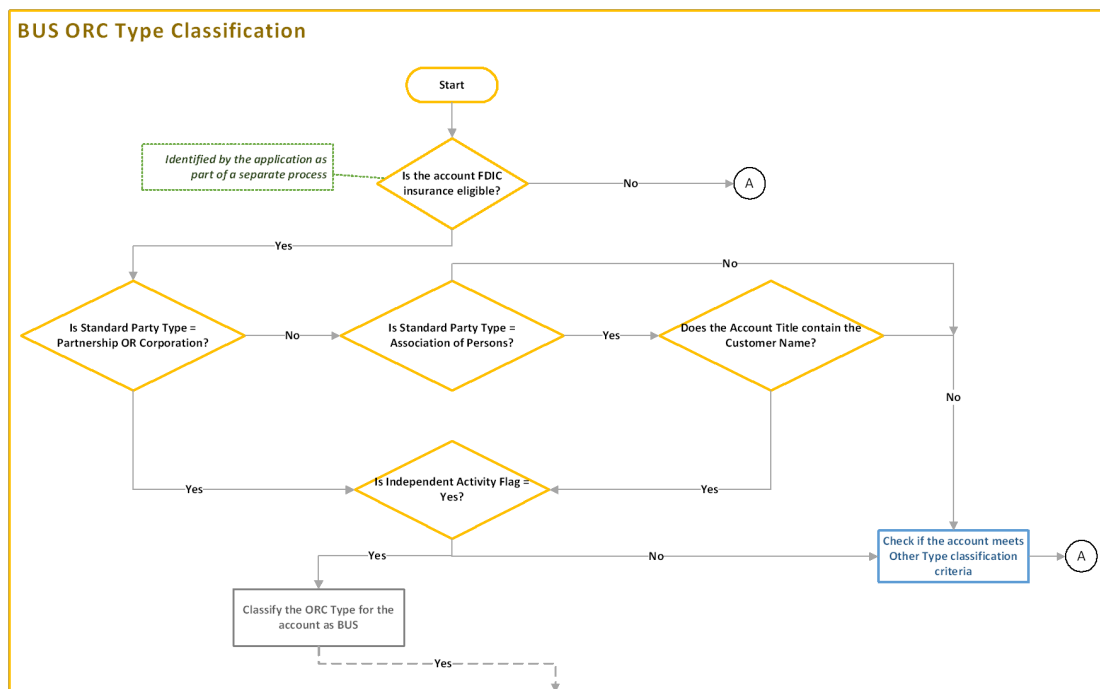 BUS ORC Type Classification
Start
Identified by the application as
part of a separate process
Is the account FDIC
insurance eligible?
No
A
Yes
No
Is Standard Party Type =
Partnership OR Corporation?
No
Is Standard Party Type =
Association of Persons?
Yes
Does the Account Title contain the
Customer Name?
No
Is Independent Activity Flag =
Yes?
Yes
Yes
Check if the account meets
Other Type classification
criteria
A
Yes
No
Classify the ORC Type for the
account as BUS
Yes